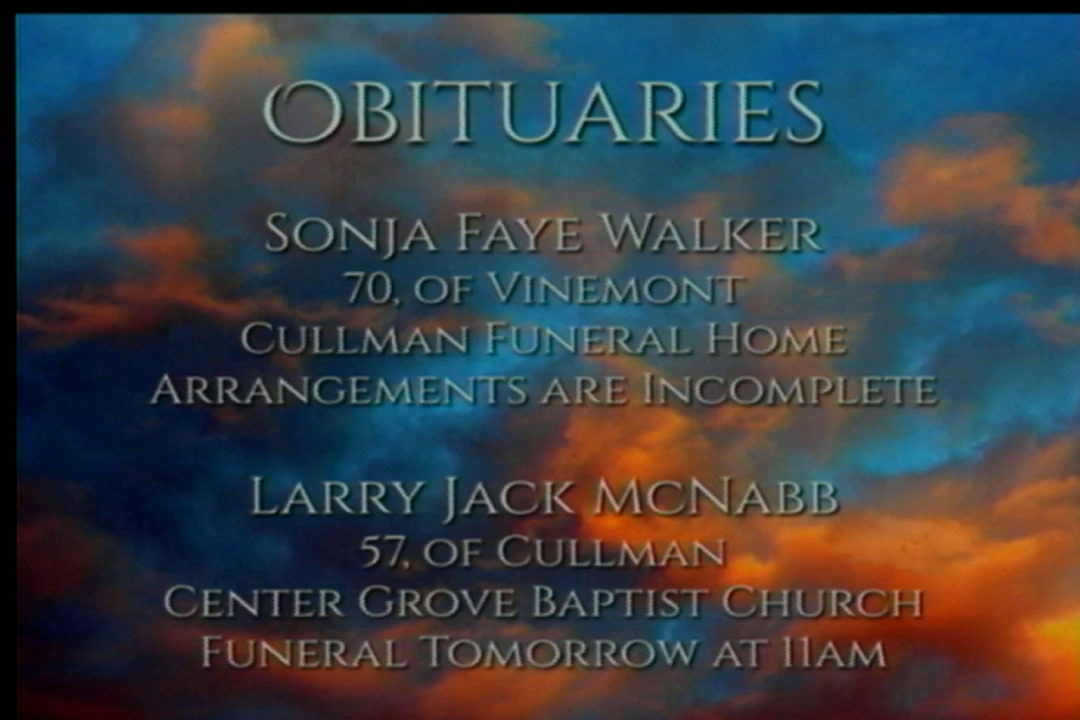 Obituaries
Sonja Faye Walker
70, of Vinemont
Cullman Funeral Home
Arrangements are Incomplete
Larry Jack McNabb
57, of Cullman
Center Grove Baptist Church
Funeral Tomorrow at 11am